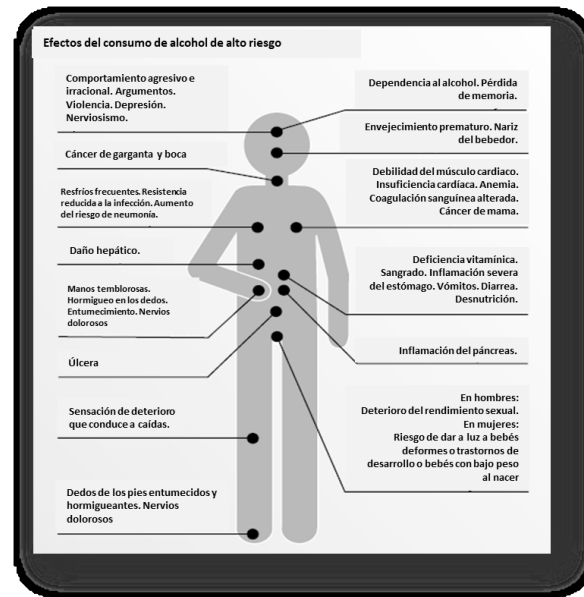 Efectos del consumo de alcohol de alto riesgo
Comportamiento agresivo e
irracional. Argumentos.
Violencia. Depresión.
Nerviosismo.
Cáncer de garganta y boca
Resfríos frecuentes. Resistencia
reducida a la infección. Aumento
del riesgo de neumonía.
Daño hepático.
Manos temblorosas.
Hormigueo en los dedos.
Entumecimiento. Nervios
dolorosos
Úlcera
Sensación de deterioro
que conduce a caídas.
Dedos de los pies entumecidos y
hormigueantes. Nervios
dolorosos
Dependencia al alcohol. Pérdida
de memoria.
Envejecimiento prematuro. Nariz
del bebedor.
Debilidad del músculo cardiaco.
Insuficiencia cardíaca. Anemia.
Coagulación sanguínea alterada.
Cáncer de mama.
Deficiencia vitamínica.
Sangrado. Inflamación severa
del estómago. Vómitos. Diarrea.
Desnutrición.
Inflamación del páncreas.
En hombres:
Deterioro del rendimiento sexual.
En mujeres:
Riesgo de dar a luz a bebés
deformes o trastornos de
desarrollo o bebés con bajo peso
al nacer